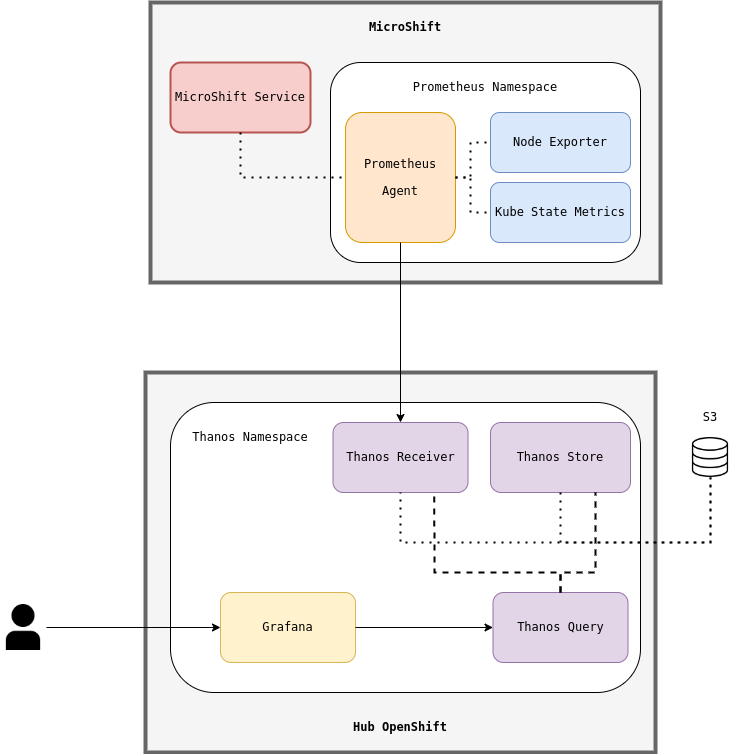 MicroShift
Prometheus Namespace
MicroShift Service
Node Exporter
Prometheus
Agent
Kube State Metrics
S3
Thanos Namespace
Thanos Receiver
Thanos Store
Grafana
Thanos Query
Hub OpenShift